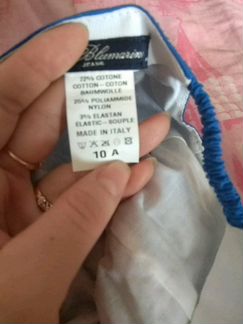 Blumarine
JEANS
72% COTONE
COTTON - COTON
BAUMWOLLE
25% POLIAMMIDE
NYLON
3% ELASTAN
ELASTIC - SOUPLE
MADE IN ITALY
10 A